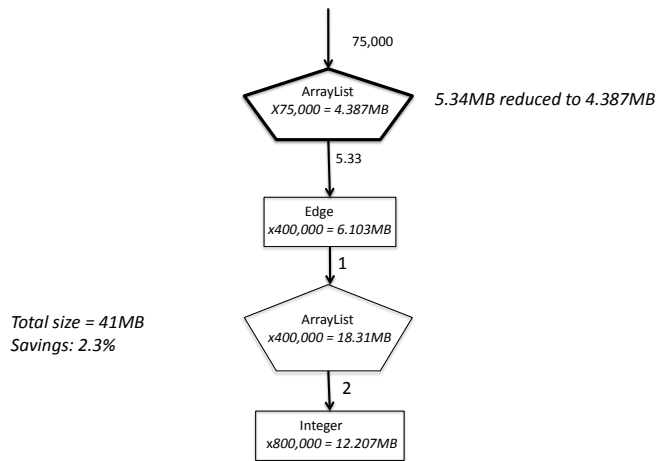 75,000
ArrayList
X75,000 = 4.387MB
5.34MB reduced to 4.387MB
5.33
Edge
x400,000 = 6.103MB
1
ArrayList
x400,000 = 18.31MB
Total size = 41MB
Savings: 2.3%
2
Integer
x800,000 = 12.207MB